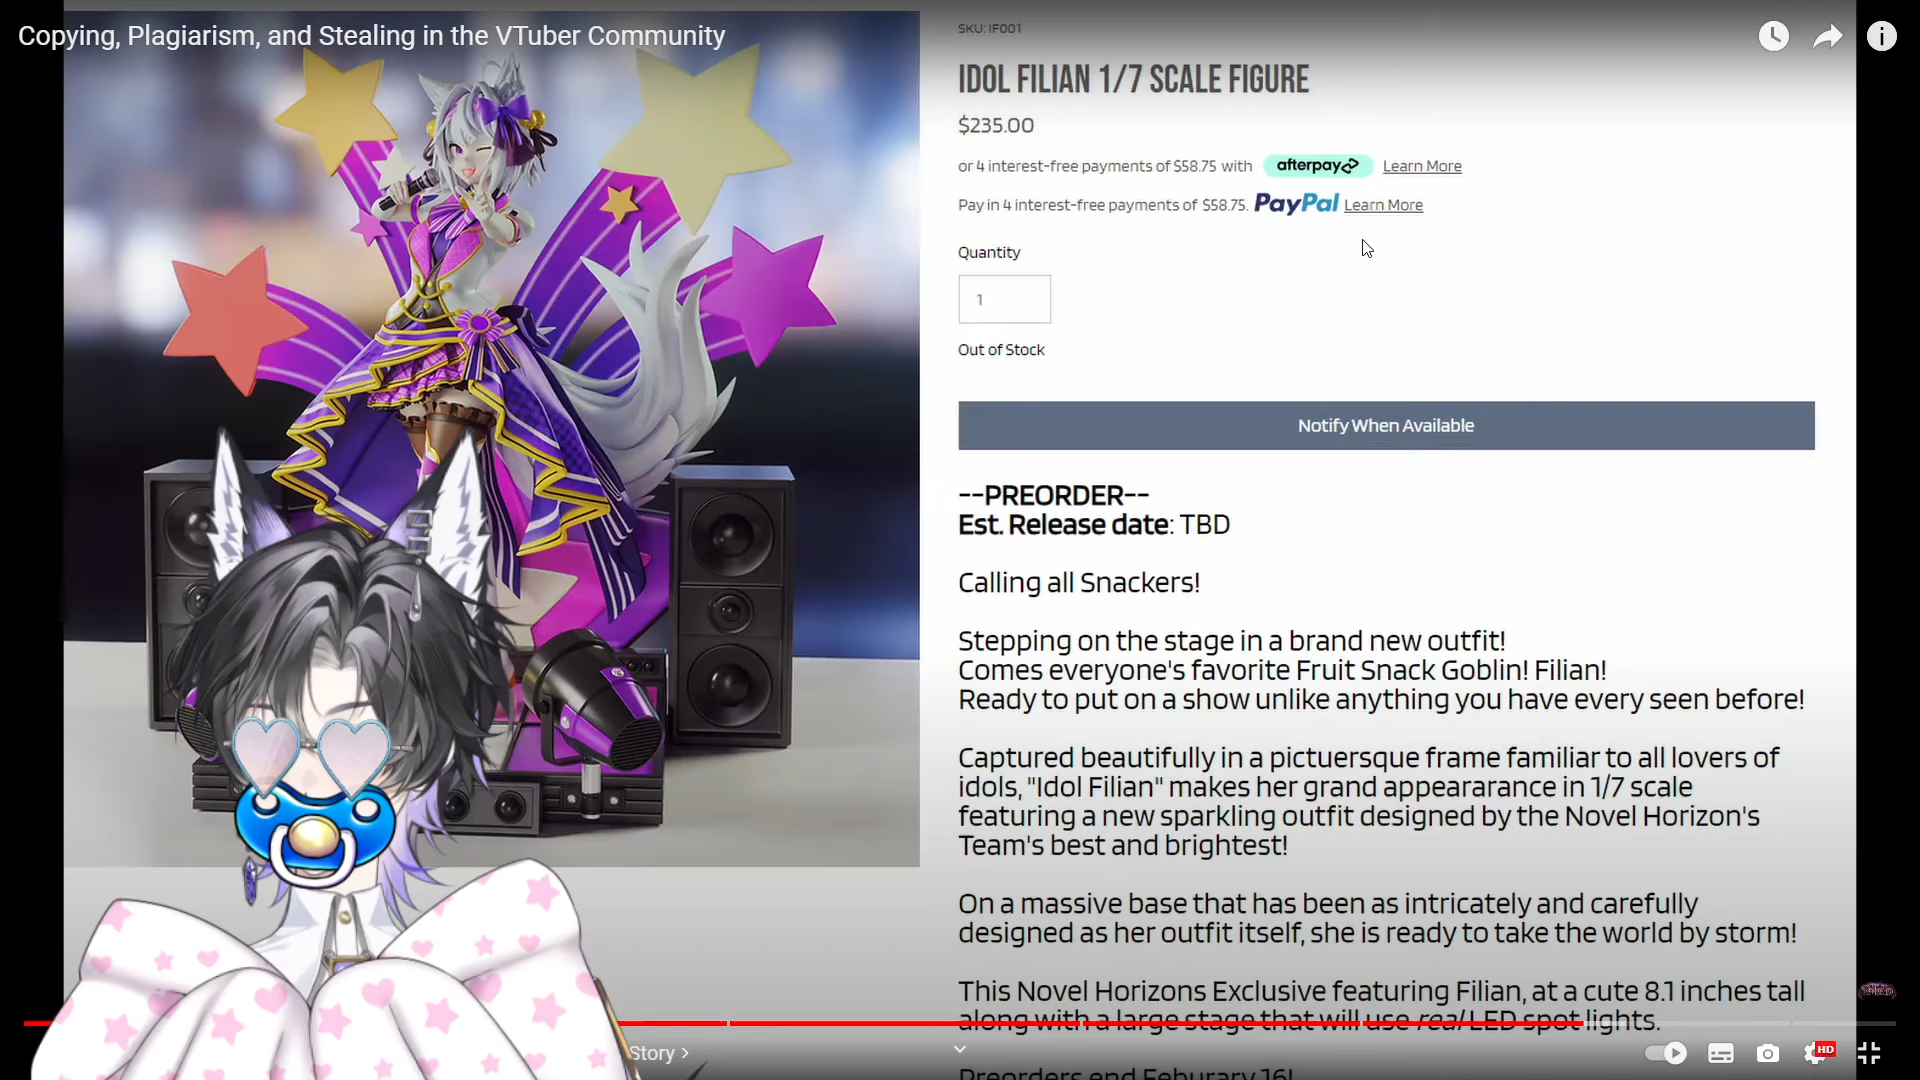 Copying, Plagiarism, and Stealing in the VTuber Community
SKU: IF001
IDOL FILIAN 1/7 SCALE FIGURE
$235.00
or 4 interest-free payments of $58.75 with afterpay Learn More
Pay in 4 interest-free payments of $58.75. PayPal Learn More
Quantity
1
Out of Stock
Notify When Available
--PREORDER--
Est. Release date: TBD
Calling all Snackers!
Stepping on the stage in a brand new outfit!
Comes everyone's favorite Fruit Snack Goblin! Filian!
Ready to put on a show unlike anything you have every seen before!
Captured beautifully in a pictuersque frame familiar to all lovers of
idols, "Idol Filian" makes her grand appeararance in 1/7 scale
featuring a new sparkling outfit designed by the Novel Horizon's
Team's best and brightest!
On a massive base that has been as intricately and carefully
designed as her outfit itself, she is ready to take the world by storm!
This Novel Horizons Exclusive featuring Filian, at a cute 8.1 inches tall
along with a large stage that will use real LED spot lights.
Story
HD
Preorders end Feburary 16!